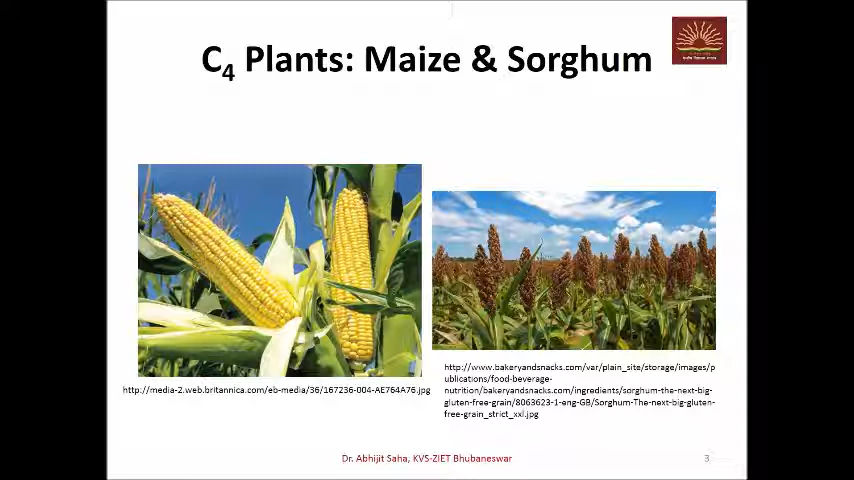 C4 Plants: Maize & Sorghum
http://media-2.web.britannica.com/eb-media/36/167236-004-AE764A76.jpg
http://www.bakeryandsnacks.com/var/plain_site/storage/images/p
ublications/food-beverage-
nutrition/bakeryandsnacks.com/ingredients/sorghum-the-next-big-
gluten-free-grain/8063623-1-eng-GB/Sorghum-The-next-big-gluten-
free-grain_strict_xxl.jpg
Dr. Abhijit Saha, KVS-ZIET Bhubaneswar
3